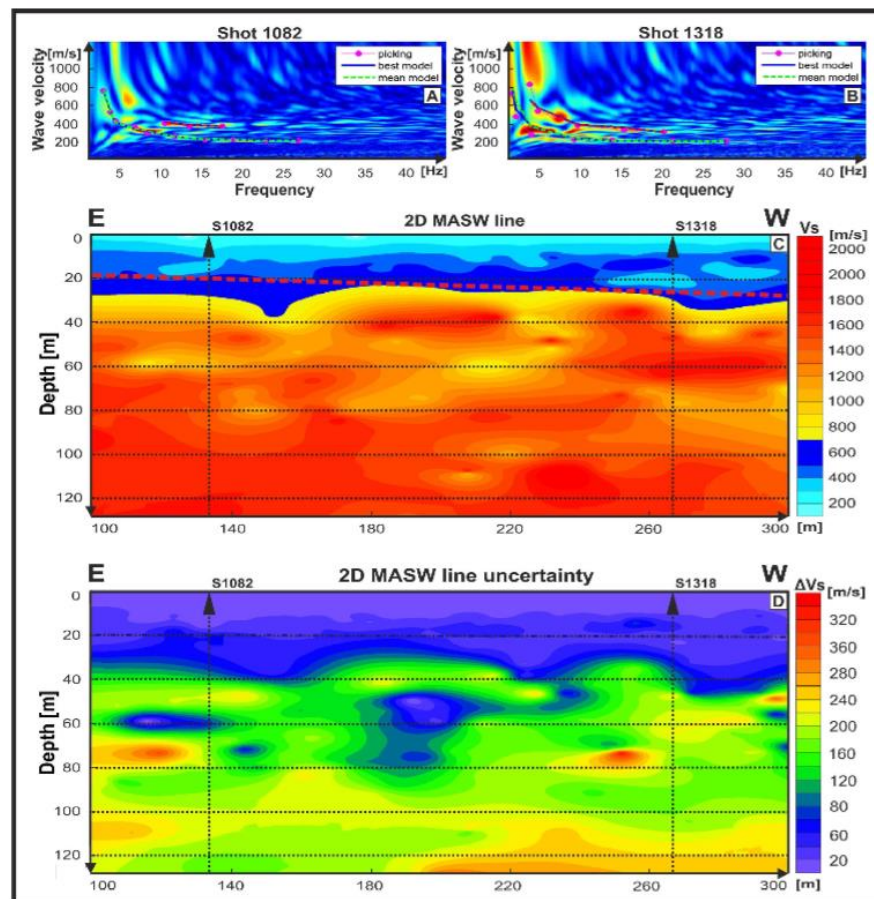 Shot 1082
[m/s]
Wave velocity
1000
800
600
400
200
picking
best model
mean model
A
5 10 15 20 25 30 35 40 [Hz]
Frequency
Shot 1318
[m/s]
Wave velocity
1000
800
600
400
200
picking
best model
mean model
B
5 10 15 20 25 30 35 40 [Hz]
Frequency
E 2D MASW line W
S1082 S1318
C
Depth [m]
0
20
40
60
80
100
120
100 140 180 220 260 300 [m]
Vs [m/s]
2000
2000
1800
1600
1400
1200
1000
800
600
400
200
E 2D MASW line uncertainty W
S1082 S1318
D
Depth [m]
0
20
40
60
80
100
120
100 140 180 220 260 300 [m]
ΔVs [m/s]
320
280
240
200
160
120
80
60
20